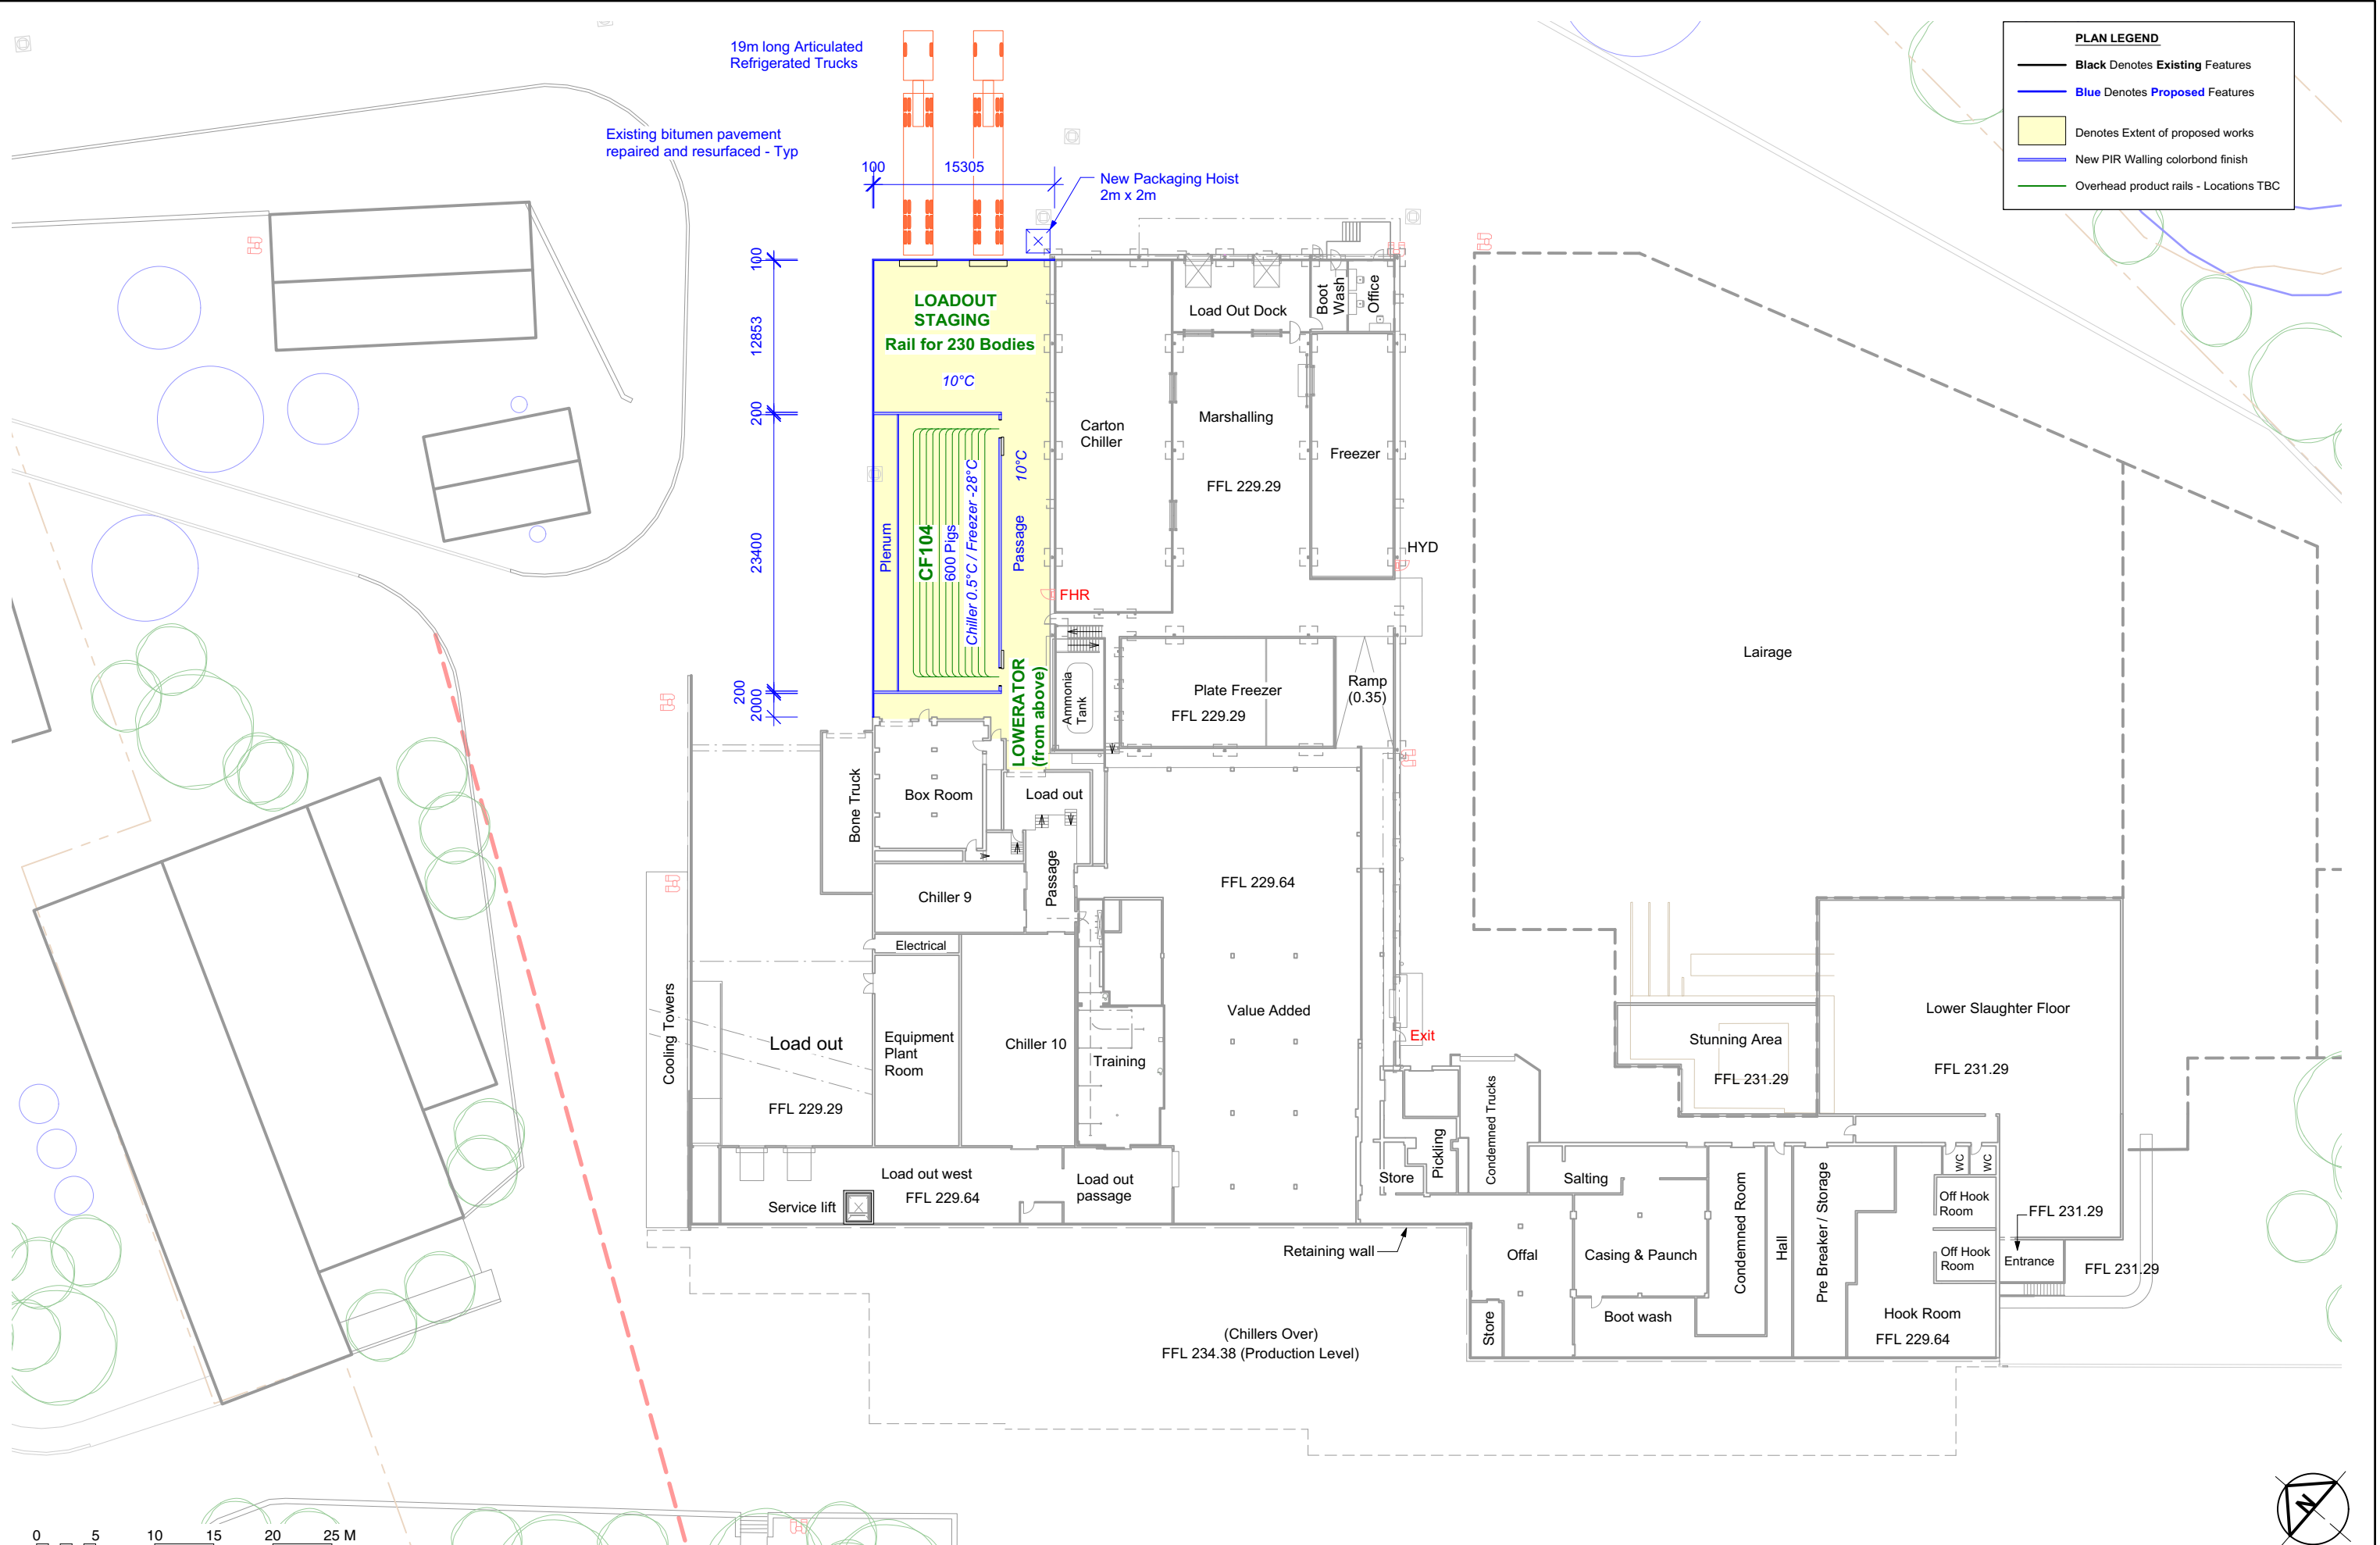 19m long Articulated
Refrigerated Trucks
Existing bitumen pavement
repaired and resurfaced - Typ
100
15305
New Packaging Hoist
2m x 2m
PLAN LEGEND
Black Denotes Existing Features
Blue Denotes Proposed Features
Denotes Extent of proposed works
New PIR Walling colorbond finish
Overhead product rails - Locations TBC
100
12853
200
23400
200
2000
LOADOUT
STAGING
Rail for 230 Bodies
10°C
Plenum
CF104
600 Pigs
Chiller 0.5°C / Freezer -28°C
Passage
10°C
LOWERATOR
(from above)
Carton
Chiller
Load Out Dock
Boot
Wash
Office
Marshalling
FFL 229.29
Freezer
HYD
FHR
Ammonia
Tank
Plate Freezer
FFL 229.29
Ramp
(0.35)
Lairage
Bone Truck
Box Room
Load out
Passage
Chiller 9
FFL 229.64
Electrical
Cooling Towers
Load out
FFL 229.29
Equipment
Plant
Room
Chiller 10
Training
Value Added
Exit
Stunning Area
FFL 231.29
Lower Slaughter Floor
FFL 231.29
Condemned Trucks
Pickling
Store
Salting
Load out west
FFL 229.64
Service lift
Load out
passage
Retaining wall
Offal
Store
Casing & Paunch
Boot wash
Condemned Room
Hall
Pre Breaker / Storage
WC
WC
Off Hook
Room
Off Hook
Room
FFL 231.29
Entrance
FFL 231.29
Hook Room
FFL 229.64
(Chillers Over)
FFL 234.38 (Production Level)
N
0 5 10 15 20 25 M